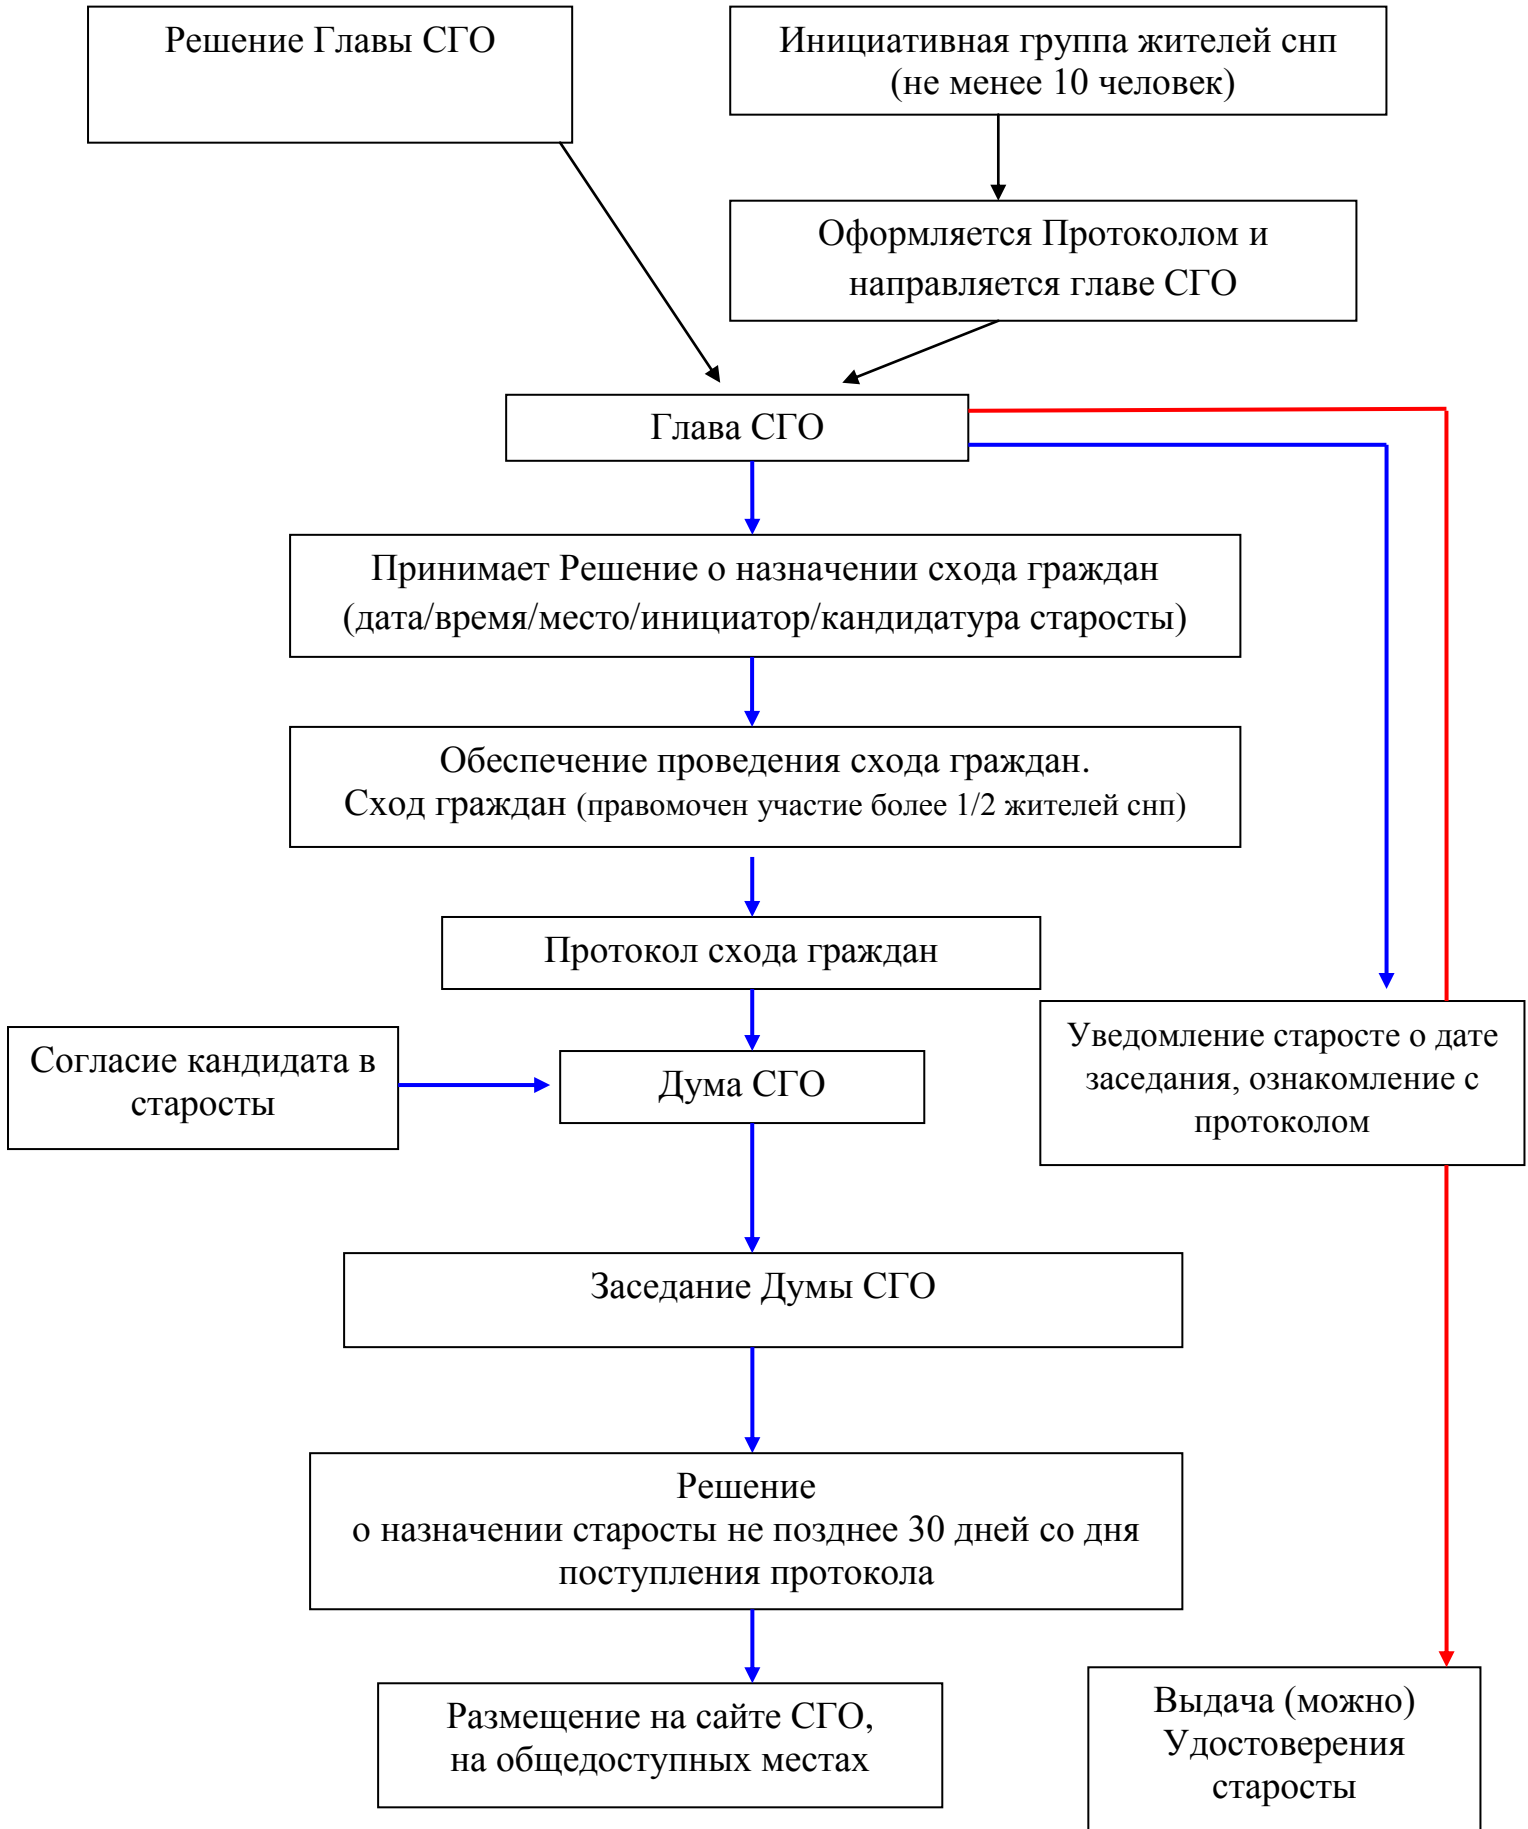 Решение Главы СГО
Инициативная группа жителей снп
(не менее 10 человек)
Оформляется Протоколом и
направляется главе СГО
Глава СГО
Принимает Решение о назначении схода граждан
(дата/время/место/инициатор/кандидатура старосты)
Обеспечение проведения схода граждан.
Сход граждан (правомочен участие более 1/2 жителей снп)
Протокол схода граждан
Уведомление старосте о дате
заседания, ознакомление с
протоколом
Согласие кандидата в
старосты
Дума СГО
Заседание Думы СГО
Решение
о назначении старосты не позднее 30 дней со дня
поступления протокола
Размещение на сайте СГО,
на общедоступных местах
Выдача (можно)
Удостоверения
старосты